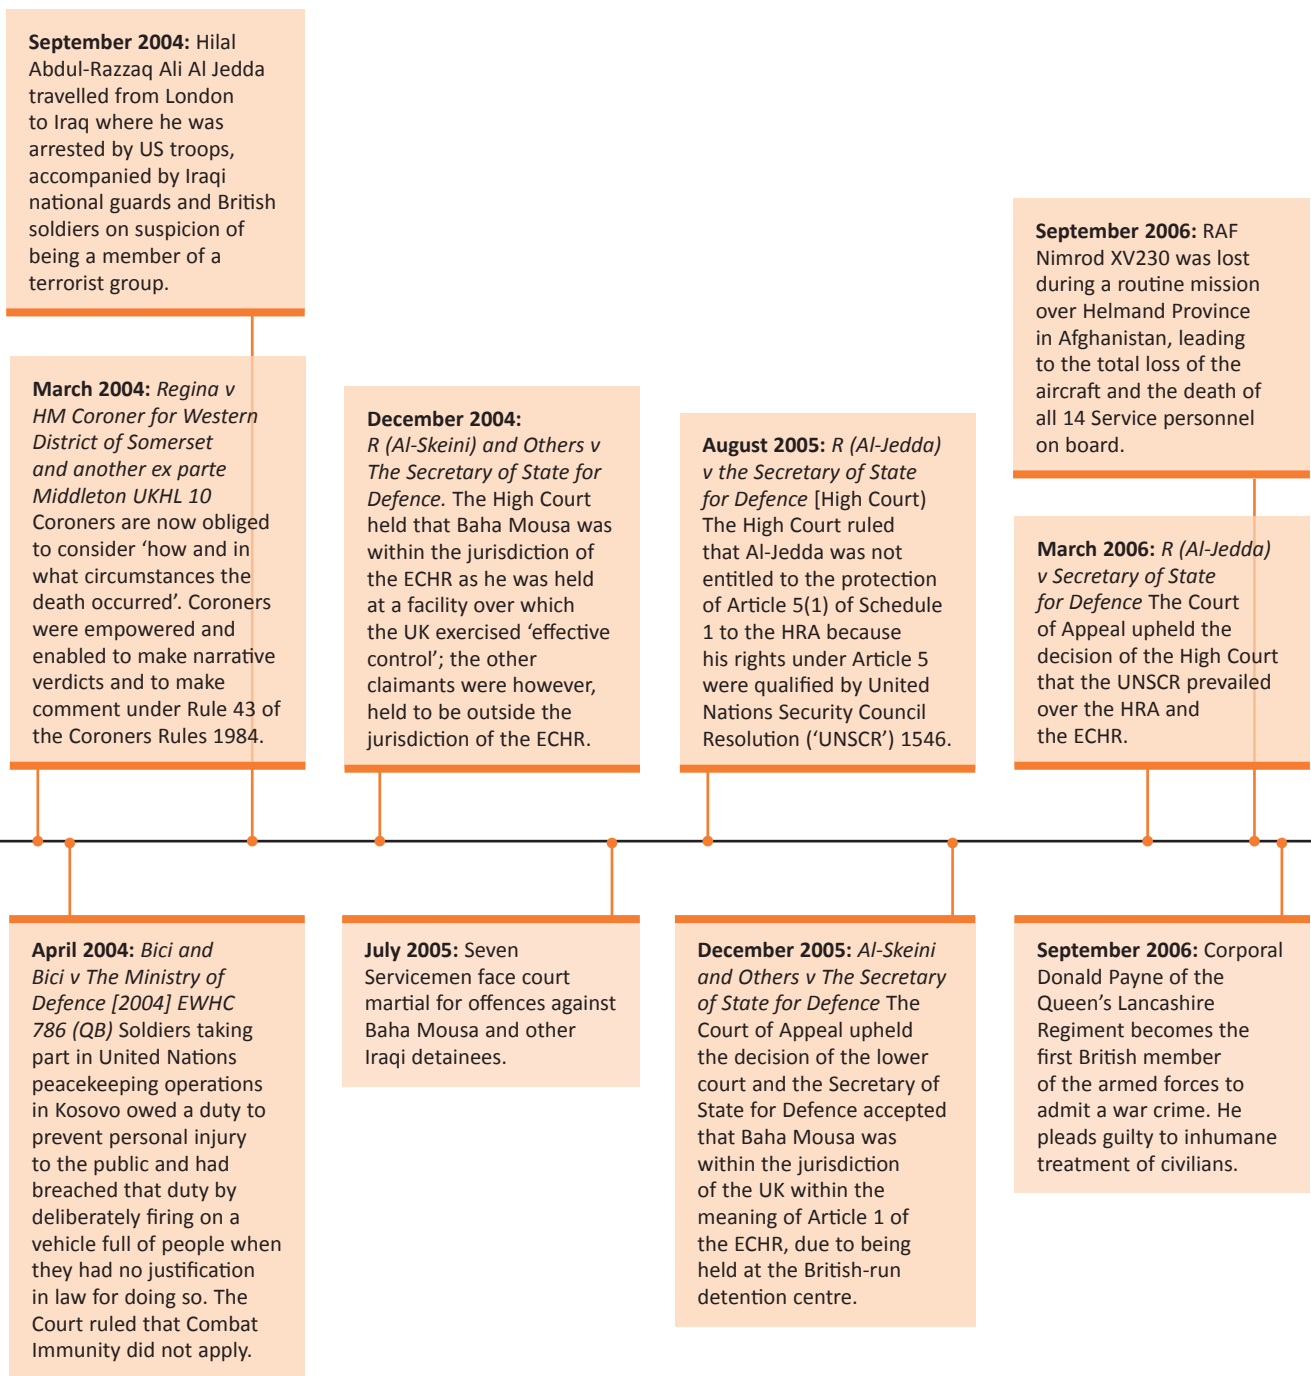 September 2004: Hilal
Abdul-Razzaq Ali Al Jedda
travelled from London
to Iraq where he was
arrested by US troops,
accompanied by Iraqi
national guards and British
soldiers on suspicion of
being a member of a
terrorist group.
March 2004: Regina v
HM Coroner for Western
District of Somerset
and another ex parte
Middleton UKHL 10
Coroners are now obliged
to consider ‘how and in
what circumstances the
death occurred’. Coroners
were empowered and
enabled to make narrative
verdicts and to make
comment under Rule 43 of
the Coroners Rules 1984.
December 2004:
R (Al-Skeini) and Others v
The Secretary of State for
Defence. The High Court
held that Baha Mousa was
within the jurisdiction of
the ECHR as he was held
at a facility over which
the UK exercised ‘effective
control’; the other
claimants were however,
held to be outside the
jurisdiction of the ECHR.
August 2005: R (Al-Jedda)
v the Secretary of State
for Defence [High Court)
The High Court ruled
that Al-Jedda was not
entitled to the protection
of Article 5(1) of Schedule
1 to the HRA because
his rights under Article 5
were qualified by United
Nations Security Council
Resolution (‘UNSCR’) 1546.
September 2006: RAF
Nimrod XV230 was lost
during a routine mission
over Helmand Province
in Afghanistan, leading
to the total loss of the
aircraft and the death of
all 14 Service personnel
on board.
March 2006: R (Al-Jedda)
v Secretary of State
for Defence The Court
of Appeal upheld the
decision of the High Court
that the UNSCR prevailed
over the HRA and
the ECHR.
April 2004: Bici and
Bici v The Ministry of
Defence [2004] EWHC
786 (QB) Soldiers taking
part in United Nations
peacekeeping operations
in Kosovo owed a duty to
prevent personal injury
to the public and had
breached that duty by
deliberately firing on a
vehicle full of people when
they had no justification
in law for doing so. The
Court ruled that Combat
Immunity did not apply.
July 2005: Seven
Servicemen face court
martial for offences against
Baha Mousa and other
Iraqi detainees.
December 2005: Al-Skeini
and Others v The Secretary
of State for Defence The
Court of Appeal upheld
the decision of the lower
court and the Secretary of
State for Defence accepted
that Baha Mousa was
within the jurisdiction
of the UK within the
meaning of Article 1 of
the ECHR, due to being
held at the British-run
detention centre.
September 2006: Corporal
Donald Payne of the
Queen’s Lancashire
Regiment becomes the
first British member
of the armed forces to
admit a war crime. He
pleads guilty to inhumane
treatment of civilians.